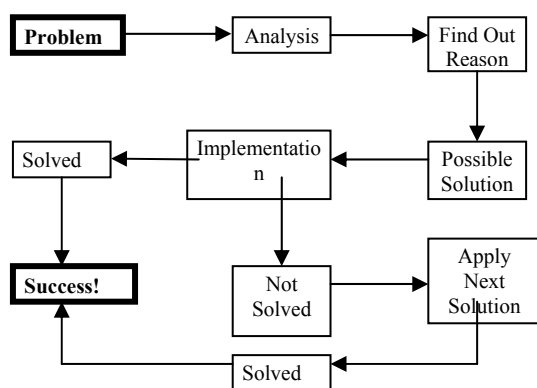 Problem
Analysis
Find Out
Reason
Solved
Implementatio
n
Possible
Solution
Success!
Not
Solved
Apply
Next
Solution
Solved